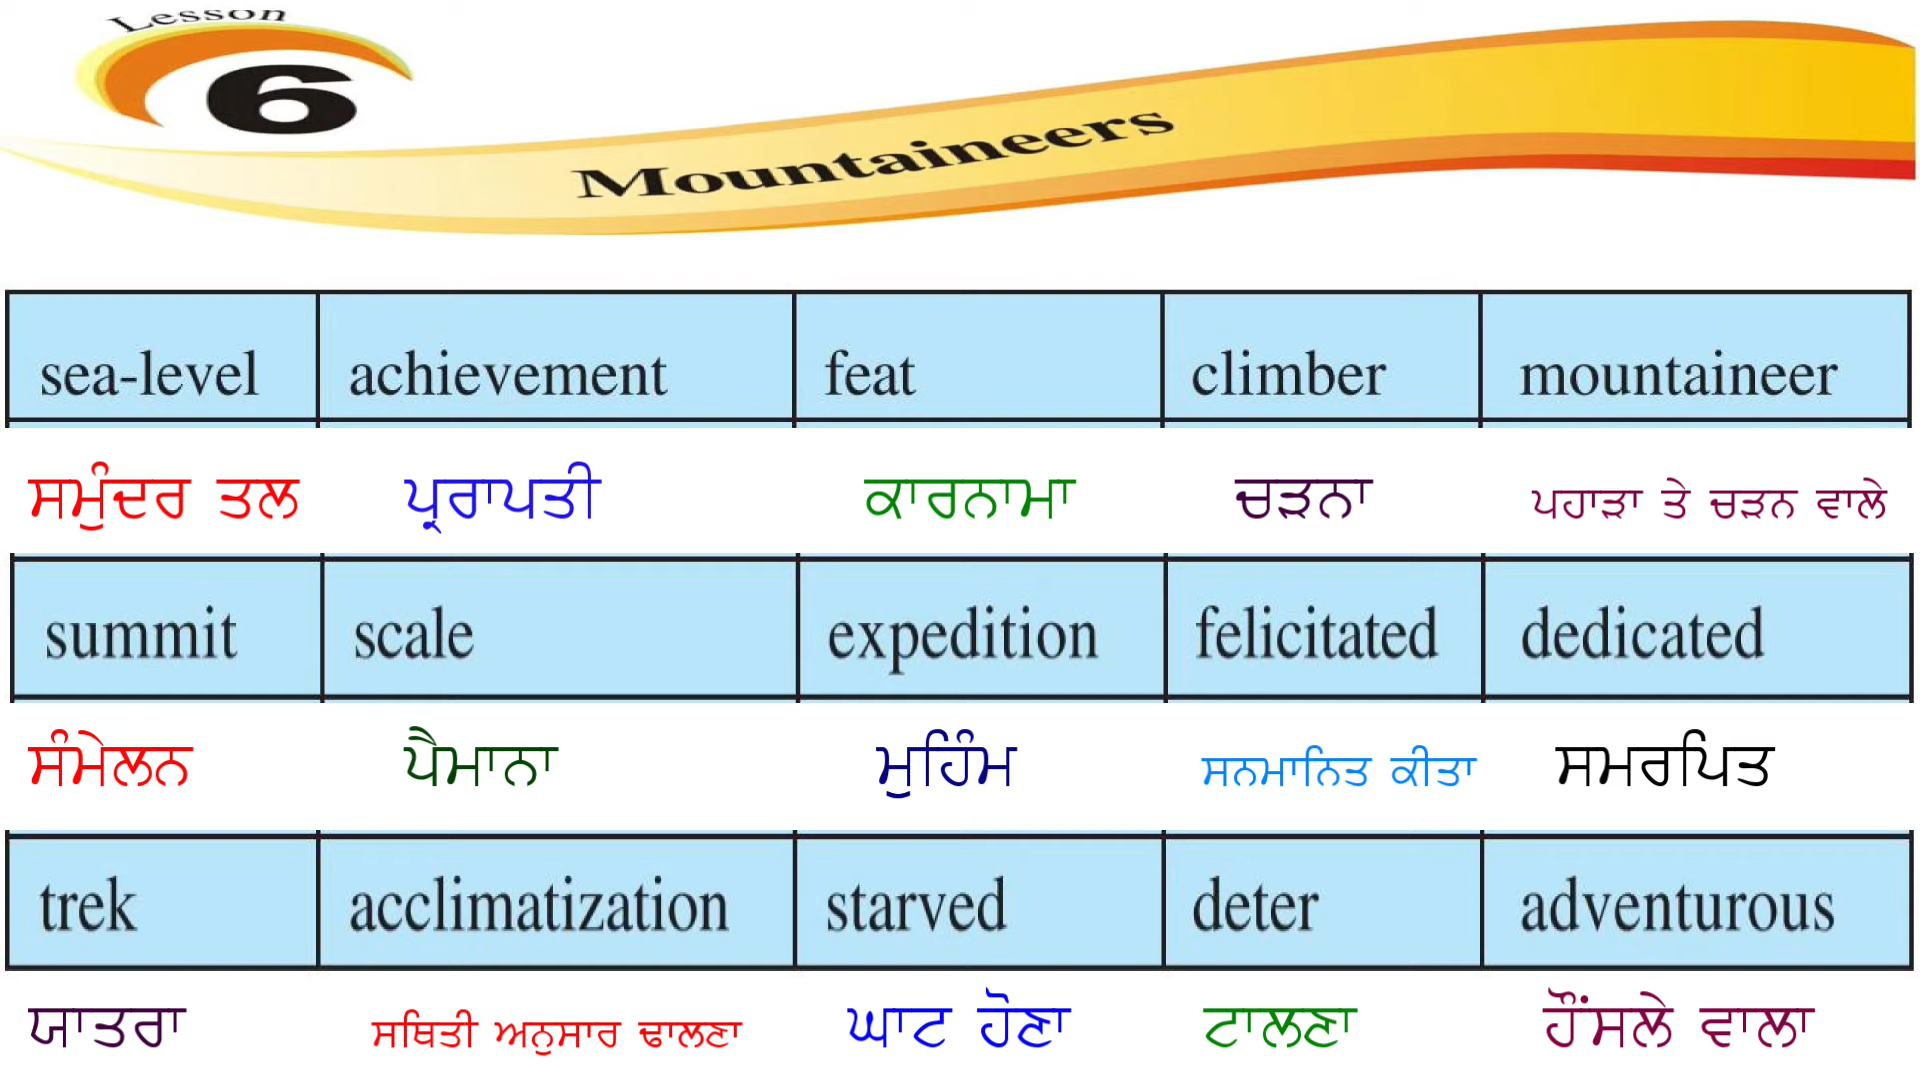 Lesson
6
Mountaineers
sea-level achievement feat climber mountaineer
ਸਮੁੰਦਰ ਤਲ ਪ੍ਰਰਾਪਤੀ ਕਾਰਨਾਮਾ ਚੜਨਾ ਪਹਾੜਾ ਤੇ ਚੜਨ ਵਾਲੇ
summit scale expedition felicitated dedicated
ਸੰਮੇਲਨ ਪੈਮਾਨਾ ਮੁਹਿੰਮ ਸਨਮਾਨਿਤ ਕੀਤਾ ਸਮਰਪਿਤ
trek acclimatization starved deter adventurous
ਯਾਤਰਾ ਸਥਿਤੀ ਅਨੁਸਾਰ ਢਾਲਣਾ ਘਾਟ ਹੋਣਾ ਟਾਲਣਾ ਹੌਂਸਲੇ ਵਾਲਾ